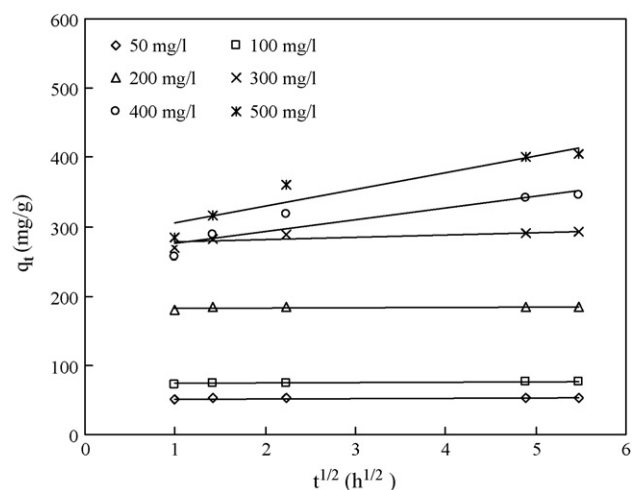 600
500
400
300
200
100
0
q_t (mg/g)
50 mg/l
100 mg/l
200 mg/l
300 mg/l
400 mg/l
500 mg/l
0 1 2 3 4 5 6
t^{1/2} (h^{1/2})